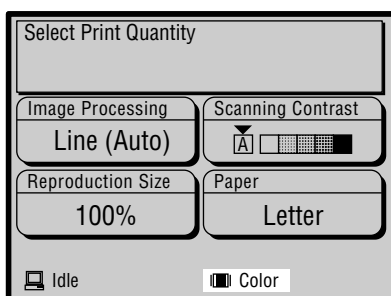 Select Print Quantity
Image Processing
Line (Auto)
Scanning Contrast
A
Reproduction Size
100%
Paper
Letter
Idle
Color